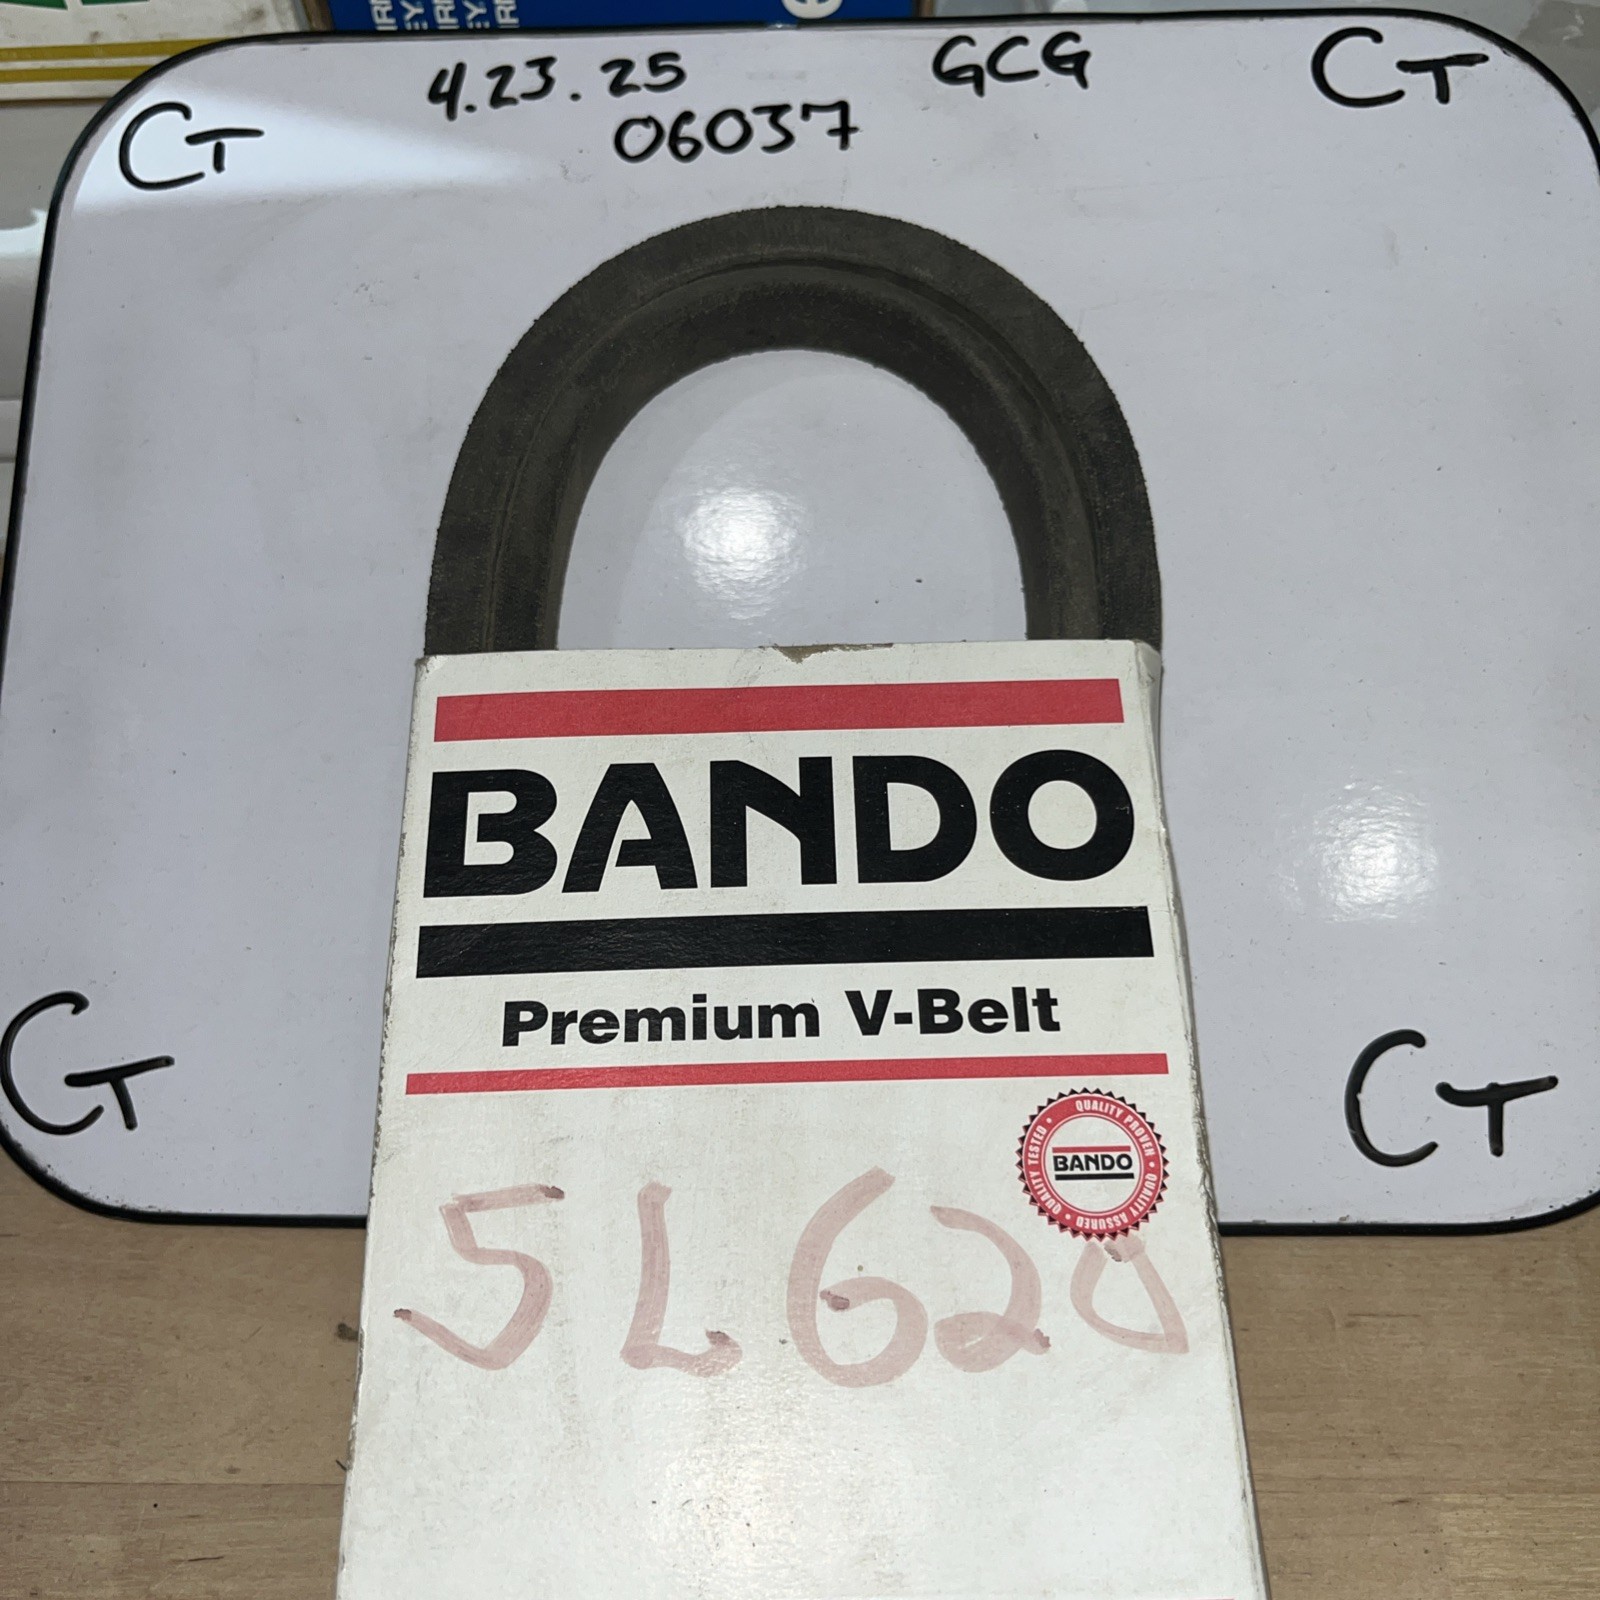 4.23.25 GCG
06037
CT
CT
BANDO
Premium V-Belt
QUALITY PROVEN • QUALITY ASSURED • QUALITY TESTED •
BANDO
5L620
CT
CT